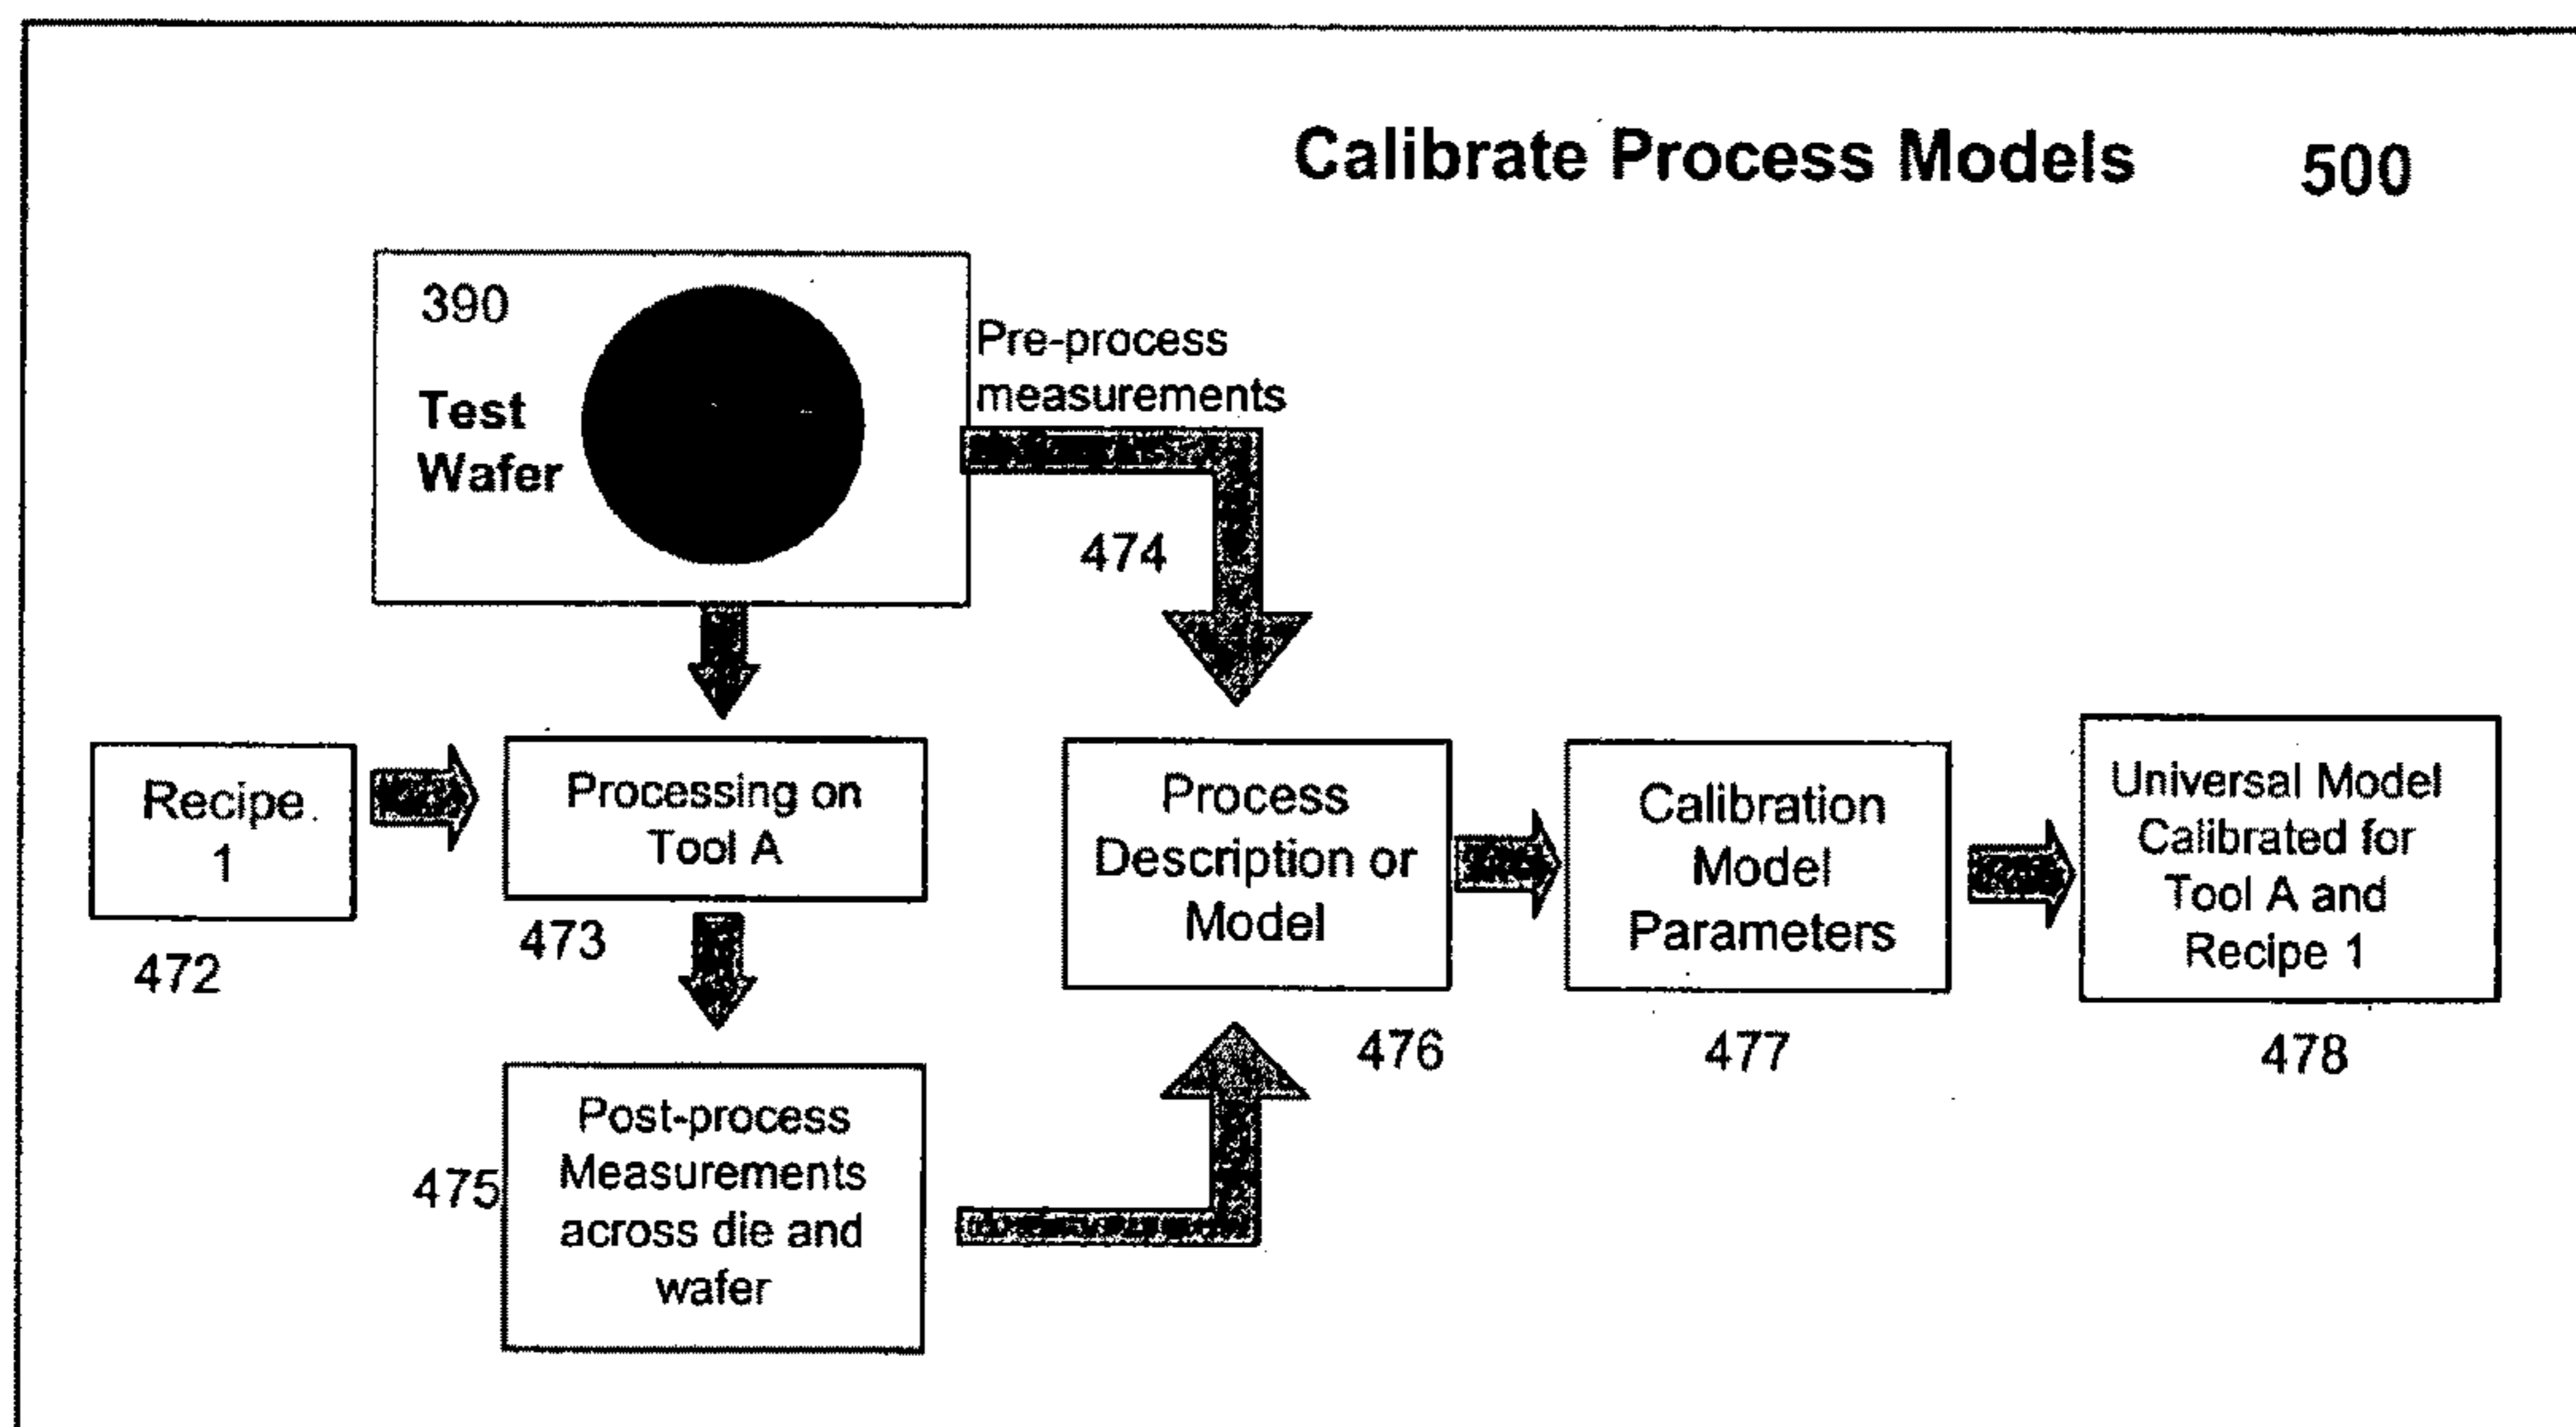 Calibrate Process Models 500
390
Test
Wafer
Pre-process
measurements
474
Recipe
1
472
Processing on
Tool A
473
Post-process
Measurements
across die and
wafer
475
Process
Description or
Model
476
Calibration
Model
Parameters
477
Universal Model
Calibrated for
Tool A and
Recipe 1
478